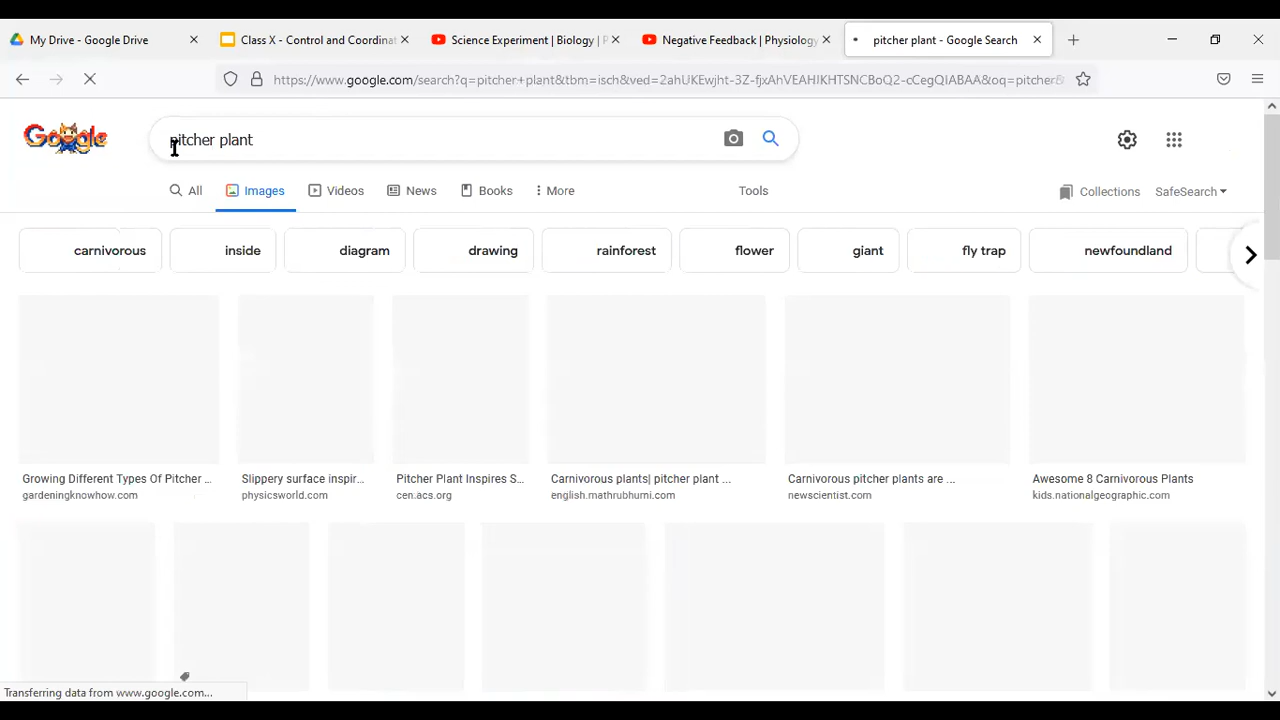 My Drive - Google Drive
Class X - Control and Coordinat
Science Experiment | Biology | P
Negative Feedback | Physiology
pitcher plant - Google Search
https://www.google.com/search?q=pitcher+plant&tbm=isch&ved=2ahUKEwjht-3Z-fjxAhVEAHIKHTSNCBoQ2-cCegQIABAA&oq=pitcher&
Google
pitcher plant
All
Images
Videos
News
Books
More
Tools
Collections
SafeSearch
carnivorous
inside
diagram
drawing
rainforest
flower
giant
fly trap
newfoundland
Growing Different Types Of Pitcher ...
gardeningknowhow.com
Slippery surface inspir...
physicsworld.com
Pitcher Plant Inspires S...
cen.acs.org
Carnivorous plants| pitcher plant ...
english.mathrubhumi.com
Carnivorous pitcher plants are ...
newscientist.com
Awesome 8 Carnivorous Plants
kids.nationalgeographic.com
Transferring data from www.google.com...